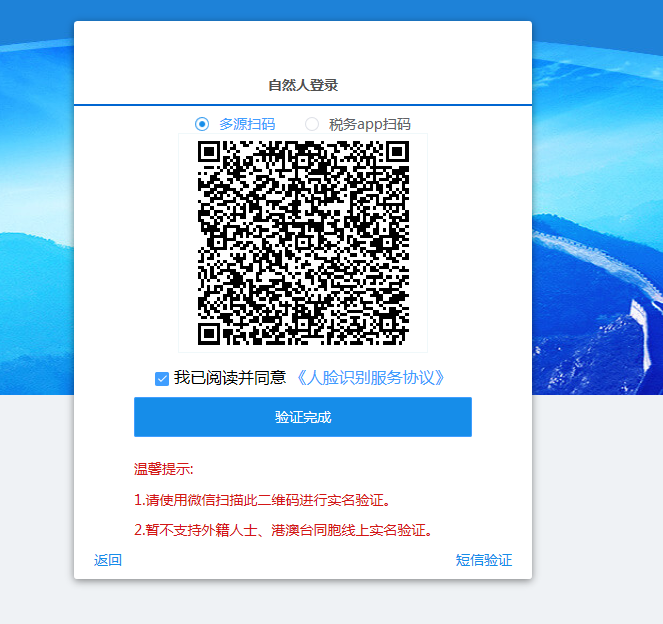 自然人登录
多源扫码 税务app扫码
我已阅读并同意 《人脸识别服务协议》
验证完成
温馨提示:
1.请使用微信扫描此二维码进行实名验证。
2.暂不支持外籍人士、港澳台同胞线上实名验证。
返回 短信验证